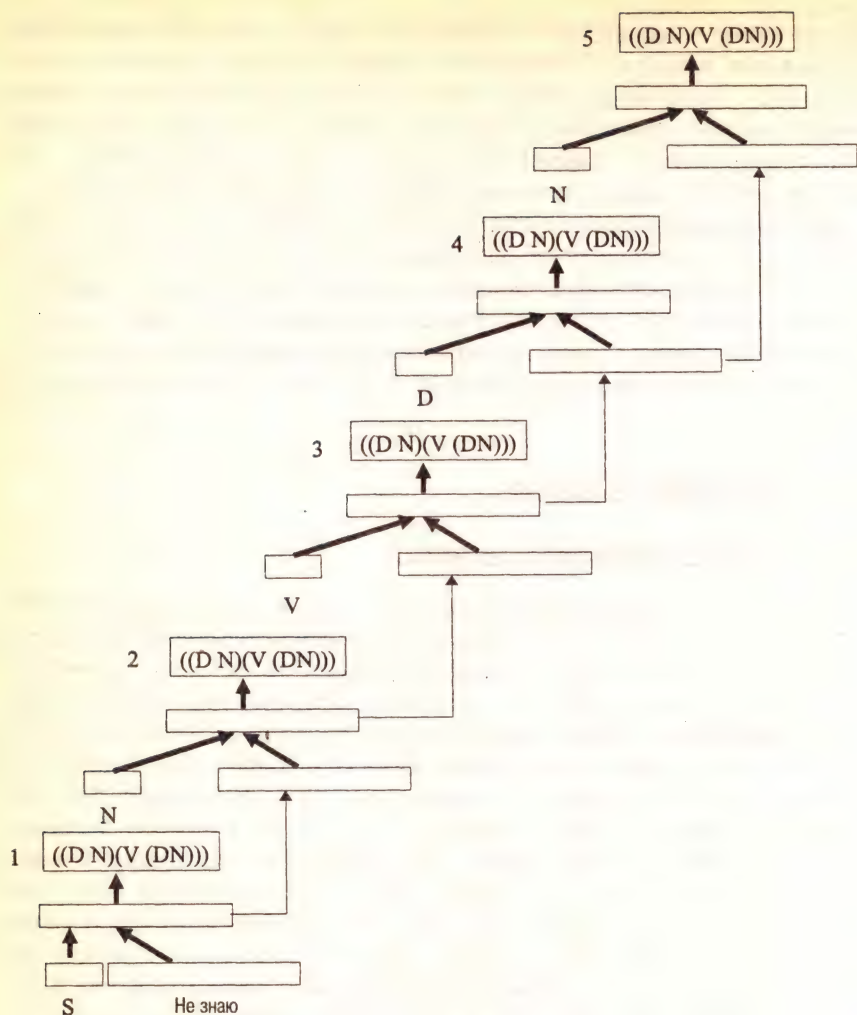 5 ((D N)(V (DN)))
N
4 ((D N)(V (DN)))
D
3 ((D N)(V (DN)))
V
2 ((D N)(V (DN)))
N
1 ((D N)(V (DN)))
S Не знаю